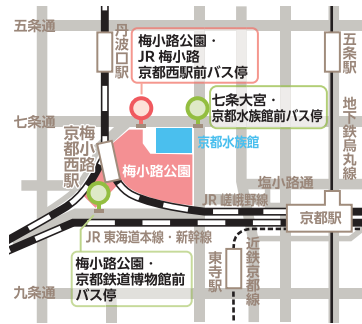 五条通
丹波口駅
梅小路公園・
JR 梅小路
京都西駅前バス停
五条駅
七条大宮・
京都水族館前バス停
七条通
地下鉄烏丸線
梅小路
京都西駅
京都水族館
梅小路公園
塩小路通
JR 嵯峨野線
京都駅
JR 東海道本線・新幹線
梅小路公園・
京都鉄道博物館前
バス停
東寺駅
近鉄京都線
九条通